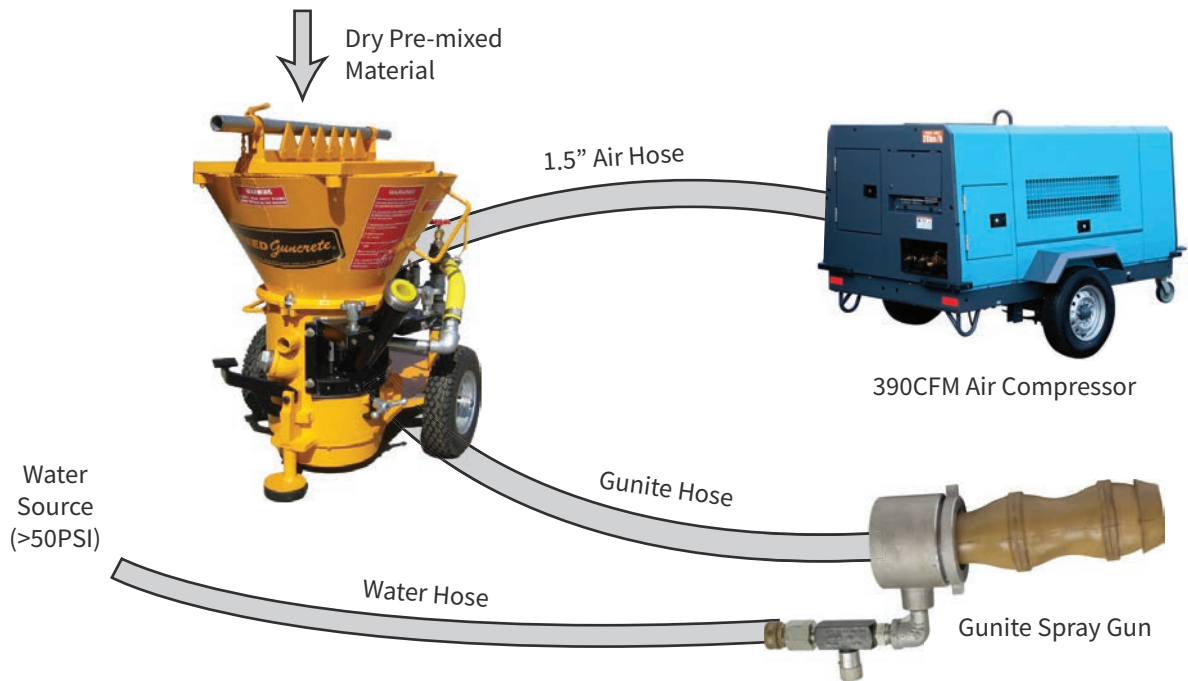 Dry Pre-mixed
Material
1.5” Air Hose
WARNING
WARNINGS
Guncrete
390CFM Air Compressor
Water
Source
(>50PSI)
Gunite Hose
Water Hose
Gunite Spray Gun